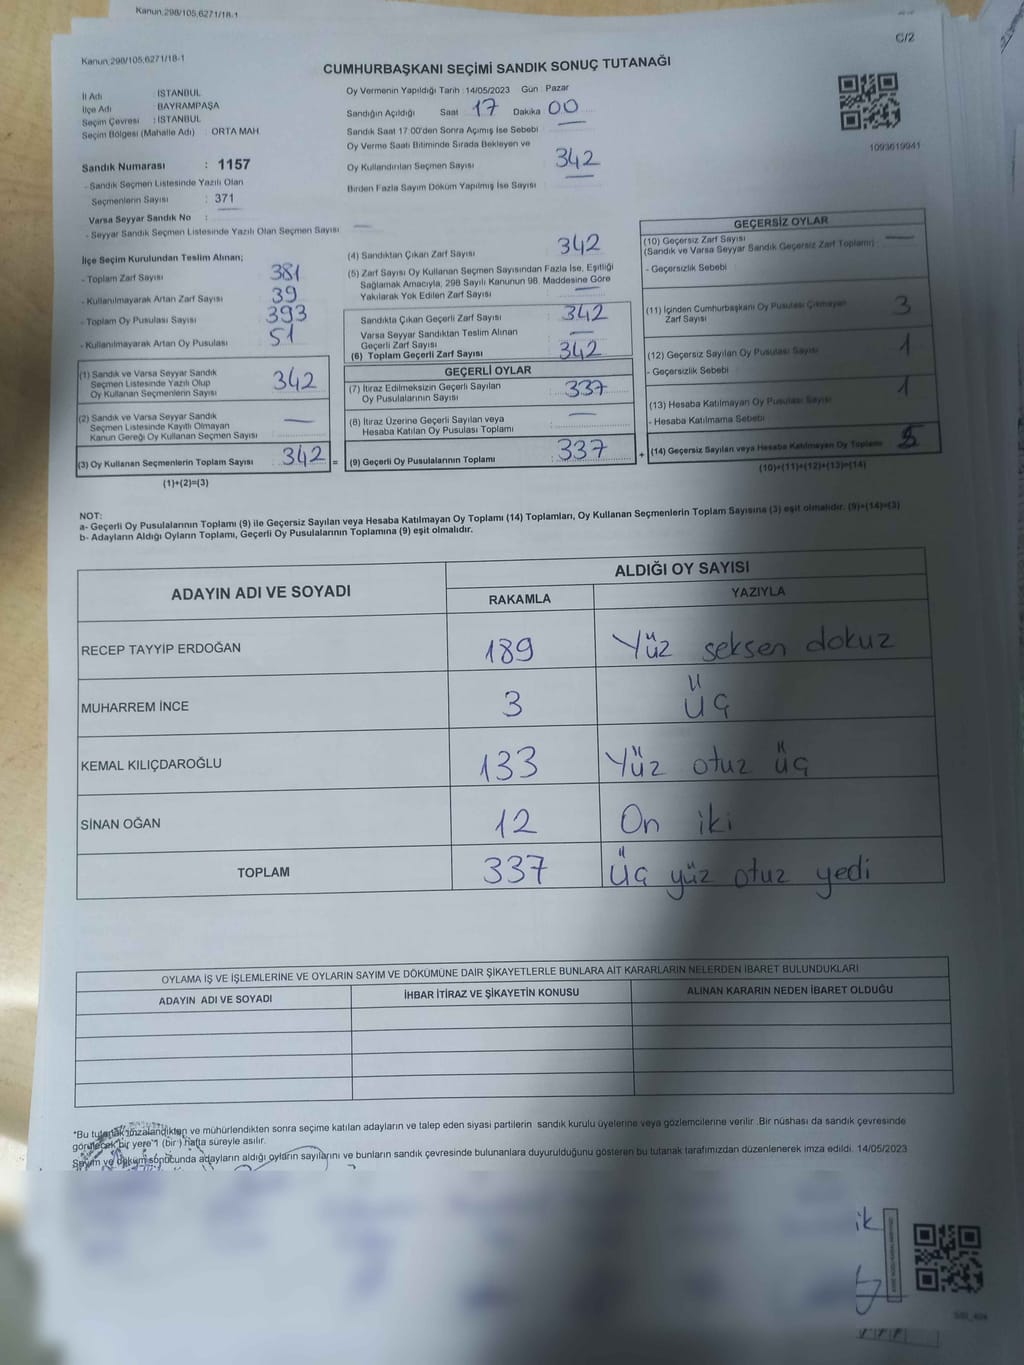 Kanun 298/105,6271/18-1
Kanun 298/105,6271/18-1
C/2
CUMHURBAŞKANI SEÇİMİ SANDIK SONUÇ TUTANAĞI
İl Adı : İSTANBUL
İlçe Adı : BAYRAMPAŞA
Seçim Çevresi : İSTANBUL
Seçim Bölgesi (Mahalle Adı) : ORTA MAH
Sandık Numarası : 1157
- Sandık Seçmen Listesinde Yazılı Olan
Seçmenlerin Sayısı : 371
Varsa Seyyar Sandık No :
- Seyyar Sandık Seçmen Listesinde Yazılı Olan Seçmen Sayısı —
Oy Vermenin Yapıldığı Tarih : 14/05/2023 Gün : Pazar
Sandığın Açıldığı Saat 17 Dakika 00
Sandık Saat 17.00'den Sonra Açımış İse Sebebi —
Oy Verme Saati Bitiminde Sırada Bekleyen ve
Oy Kullandırılan Seçmen Sayısı : 342
Birden Fazla Sayım Döküm Yapılmış İse Sayısı : —
1093619941
İlçe Seçim Kurulundan Teslim Alınan;
- Toplam Zarf Sayısı : 381
- Kullanılmayarak Artan Zarf Sayısı : 39
- Toplam Oy Pusulası Sayısı : 393
- Kullanılmayarak Artan Oy Pusulası : 51
(1) Sandık ve Varsa Seyyar Sandık
Seçmen Listesinde Yazılı Olup
Oy Kullanan Seçmenlerin Sayısı : 342
(2) Sandık ve Varsa Seyyar Sandık
Seçmen Listesinde Kayıtlı Olmayan
Kanun Gereği Oy Kullanan Seçmen Sayısı : —
(3) Oy Kullanan Seçmenlerin Toplam Sayısı : 342 =
(1)+(2)=(3)
(4) Sandıktan Çıkan Zarf Sayısı : 342
(5) Zarf Sayısı Oy Kullanan Seçmen Sayısından Fazla İse, Eşitliği
Sağlamak Amacıyla, 298 Sayılı Kanunun 98. Maddesine Göre
Yakılarak Yok Edilen Zarf Sayısı : —
Sandıkta Çıkan Geçerli Zarf Sayısı : 342
Varsa Seyyar Sandıktan Teslim Alınan
Geçerli Zarf Sayısı : —
(6) Toplam Geçerli Zarf Sayısı : 342
GEÇERLİ OYLAR
(7) İtiraz Edilmeksizin Geçerli Sayılan
Oy Pusulalarının Sayısı : 337
(8) İtiraz Üzerine Geçerli Sayılan veya
Hesaba Katılan Oy Pusulası Toplamı : —
(9) Geçerli Oy Pusulalarının Toplamı : 337 +
GEÇERSİZ OYLAR
(10) Geçersiz Zarf Sayısı
(Sandık ve Varsa Seyyar Sandık Geçersiz Zarf Toplamı) : —
- Geçersizlik Sebebi
(11) İçinden Cumhurbaşkanı Oy Pusulası Çıkmayan
Zarf Sayısı 3
(12) Geçersiz Sayılan Oy Pusulası Sayısı 1
- Geçersizlik Sebebi
(13) Hesaba Katılmayan Oy Pusulası Sayısı 1
- Hesaba Katılmama Sebebi
(14) Geçersiz Sayılan veya Hesaba Katılmayan Oy Toplamı 5
(10)+(11)+(12)+(13)=(14)
NOT:
a- Geçerli Oy Pusulalarının Toplamı (9) ile Geçersiz Sayılan veya Hesaba Katılmayan Oy Toplamı (14) Toplamları, Oy Kullanan Seçmenlerin Toplam Sayısına (3) eşit olmalıdır. (9)+(14)=(3)
b- Adayların Aldığı Oyların Toplamı, Geçerli Oy Pusulalarının Toplamına (9) eşit olmalıdır.
ADAYIN ADI VE SOYADI
ALDIĞI OY SAYISI
RAKAMLA YAZIYLA
RECEP TAYYİP ERDOĞAN 189 Yüz seksen dokuz
MUHARREM İNCE 3 üç
KEMAL KILIÇDAROĞLU 133 Yüz otuz üç
SİNAN OĞAN 12 On iki
TOPLAM 337 üç yüz otuz yedi
OYLAMA İŞ VE İŞLEMLERİNE VE OYLARIN SAYIM VE DÖKÜMÜNE DAİR ŞİKAYETLERLE BUNLARA AİT KARARLARIN NELERDEN İBARET BULUNDUKLARI
ADAYIN ADI VE SOYADI İHBAR İTİRAZ VE ŞİKAYETİN KONUSU ALINAN KARARIN NEDEN İBARET OLDUĞU
*Bu tutanak imzalandıkten ve mühürlendikten sonra seçime katılan adayların ve talep eden siyasi partilerin sandık kurulu üyelerine veya gözlemcilerine verilir. Bir nüshası da sandık çevresinde
görülecek bir yere 1 (bir) hafta süreyle asılır.
Sayım ve döküm sonucunda adayların aldığı oyların sayılarını ve bunların sandık çevresinde bulunanlara duyurulduğunu gösteren bu tutanak tarafımızdan düzenlenerek imza edildi. 14/05/2023
ik